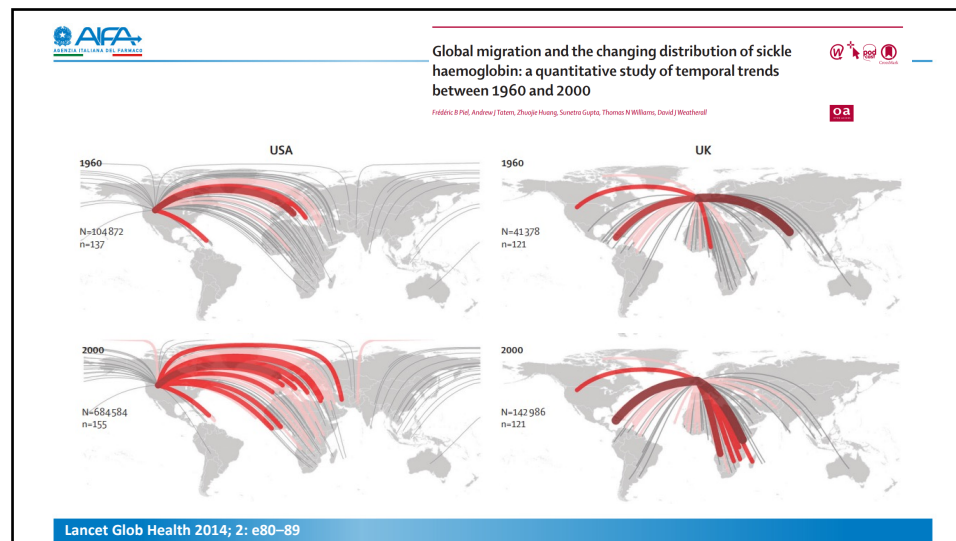 AIFA
AGENZIA ITALIANA DEL FARMACO
Global migration and the changing distribution of sickle
haemoglobin: a quantitative study of temporal trends
between 1960 and 2000
Frédéric B Piel, Andrew J Tatem, Zhuojie Huang, Sunetra Gupta, Thomas N Williams, David J Weatherall
CrossMark
oa
USA
1960
N=104 872
n=137
UK
1960
N=41 378
n=121
2000
N=684 584
n=155
2000
N=142 986
n=121
Lancet Glob Health 2014; 2: e80–89